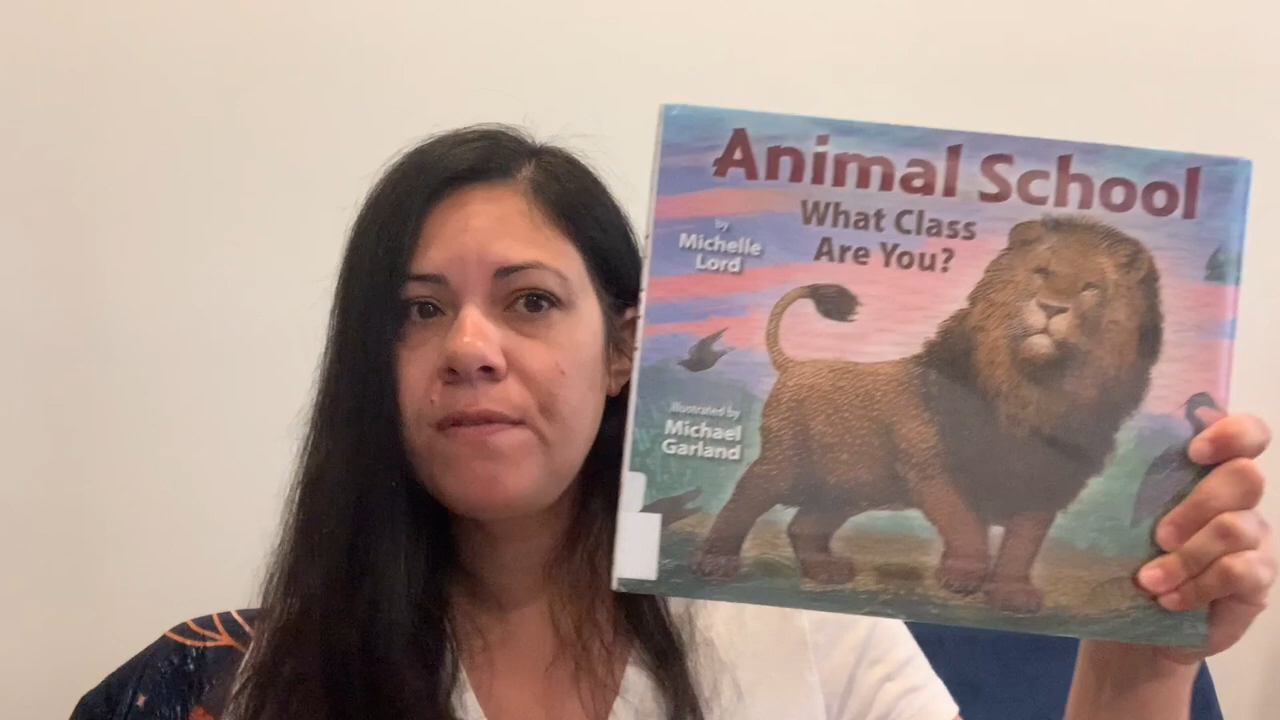 Animal School
What Class
Are You?
by
Michelle
Lord
illustrated by
Michael
Garland